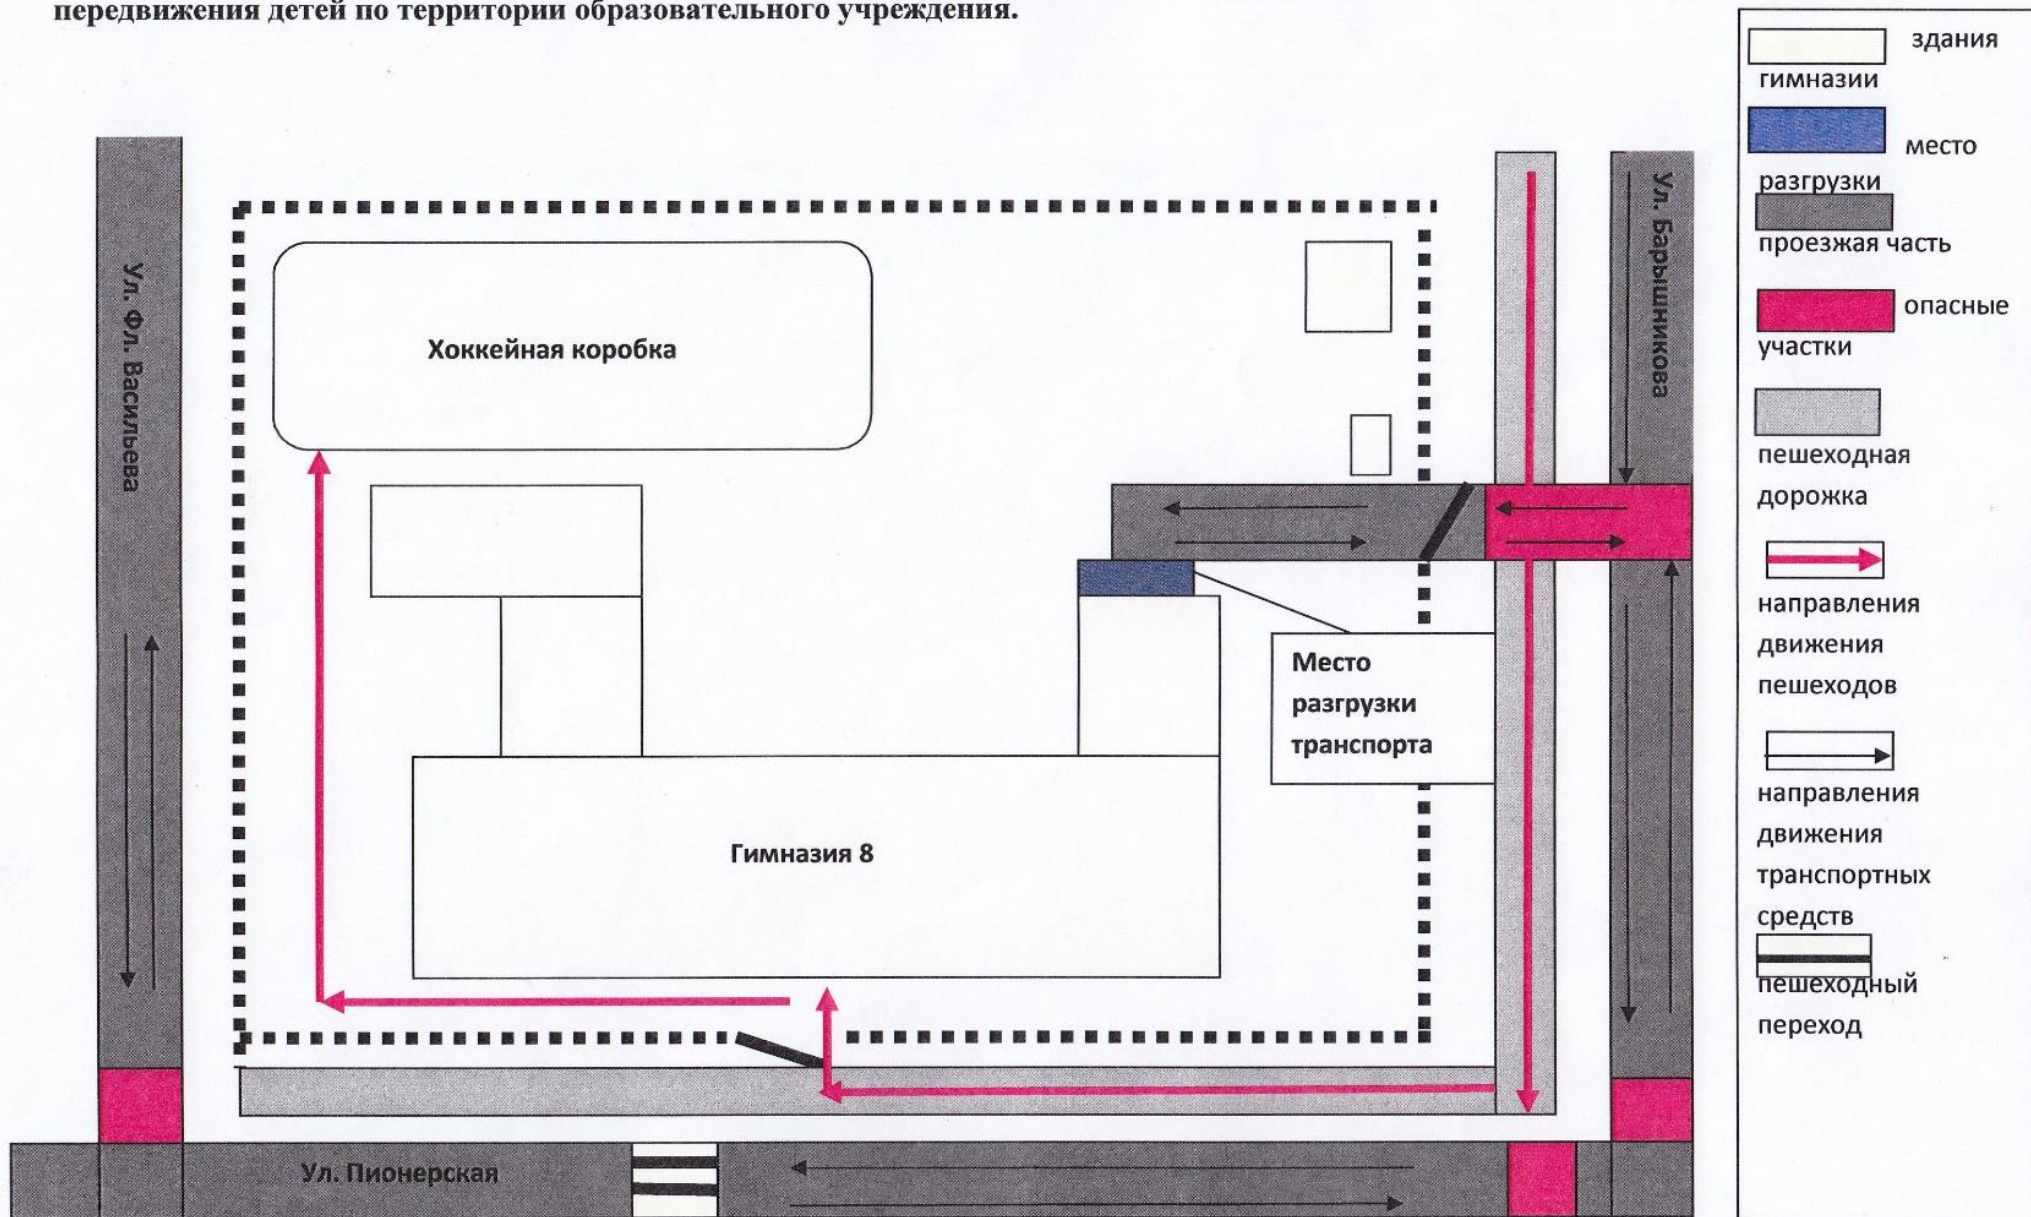 передвижения детей по территории образовательного учреждения.
Ул. Фл. Васильева
Хоккейная коробка
Ул. Барышникова
Место
разгрузки
транспорта
Гимназия 8
Ул. Пионерская
здания
гимназии
место
разгрузки
проезжая часть
опасные
участки
пешеходная
дорожка
направления
движения
пешеходов
направления
движения
транспортных
средств
пешеходный
переход